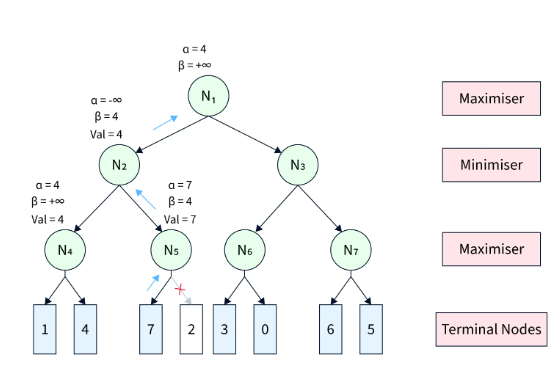 α = 4
β = +∞
N₁
Maximiser
α = -∞
β = 4
Val = 4
N₂
N₃
Minimiser
α = 4
β = +∞
Val = 4
α = 7
β = 4
Val = 7
N₄
N₅
N₆
N₇
Maximiser
1
4
7
2
3
0
6
5
Terminal Nodes